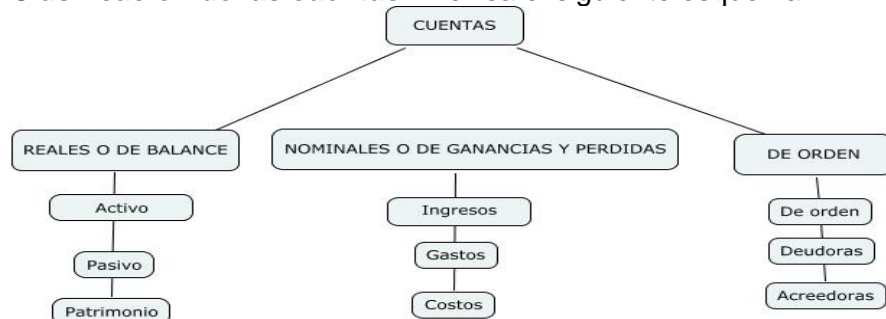 CUENTAS
REALES O DE BALANCE
Activo
Pasivo
Patrimonio
NOMINALES O DE GANANCIAS Y PERDIDAS
Ingresos
Gastos
Costos
DE ORDEN
De orden
Deudoras
Acreedoras